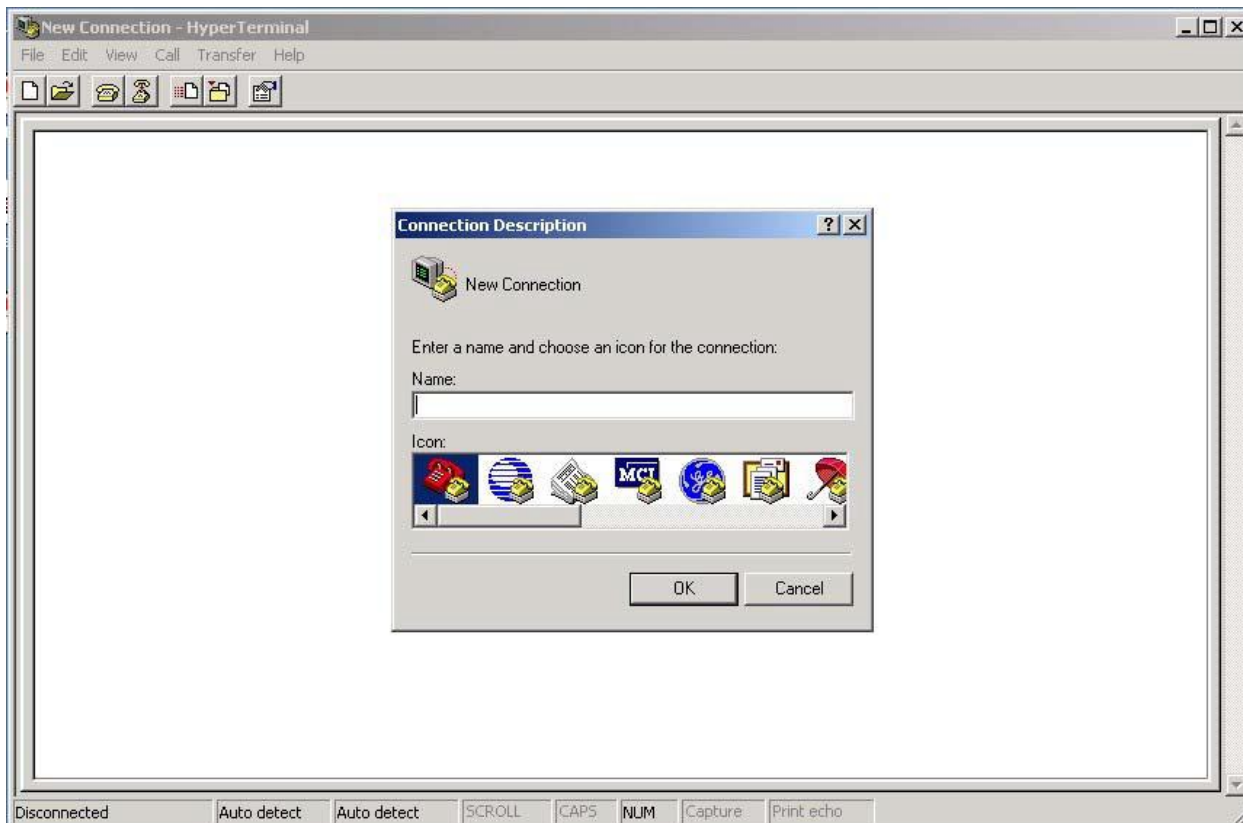 New Connection - HyperTerminal
File Edit View Call Transfer Help
Connection Description
New Connection
Enter a name and choose an icon for the connection:
Name:
Icon:
MCI
OK Cancel
Disconnected Auto detect Auto detect SCROLL CAPS NUM Capture Print echo